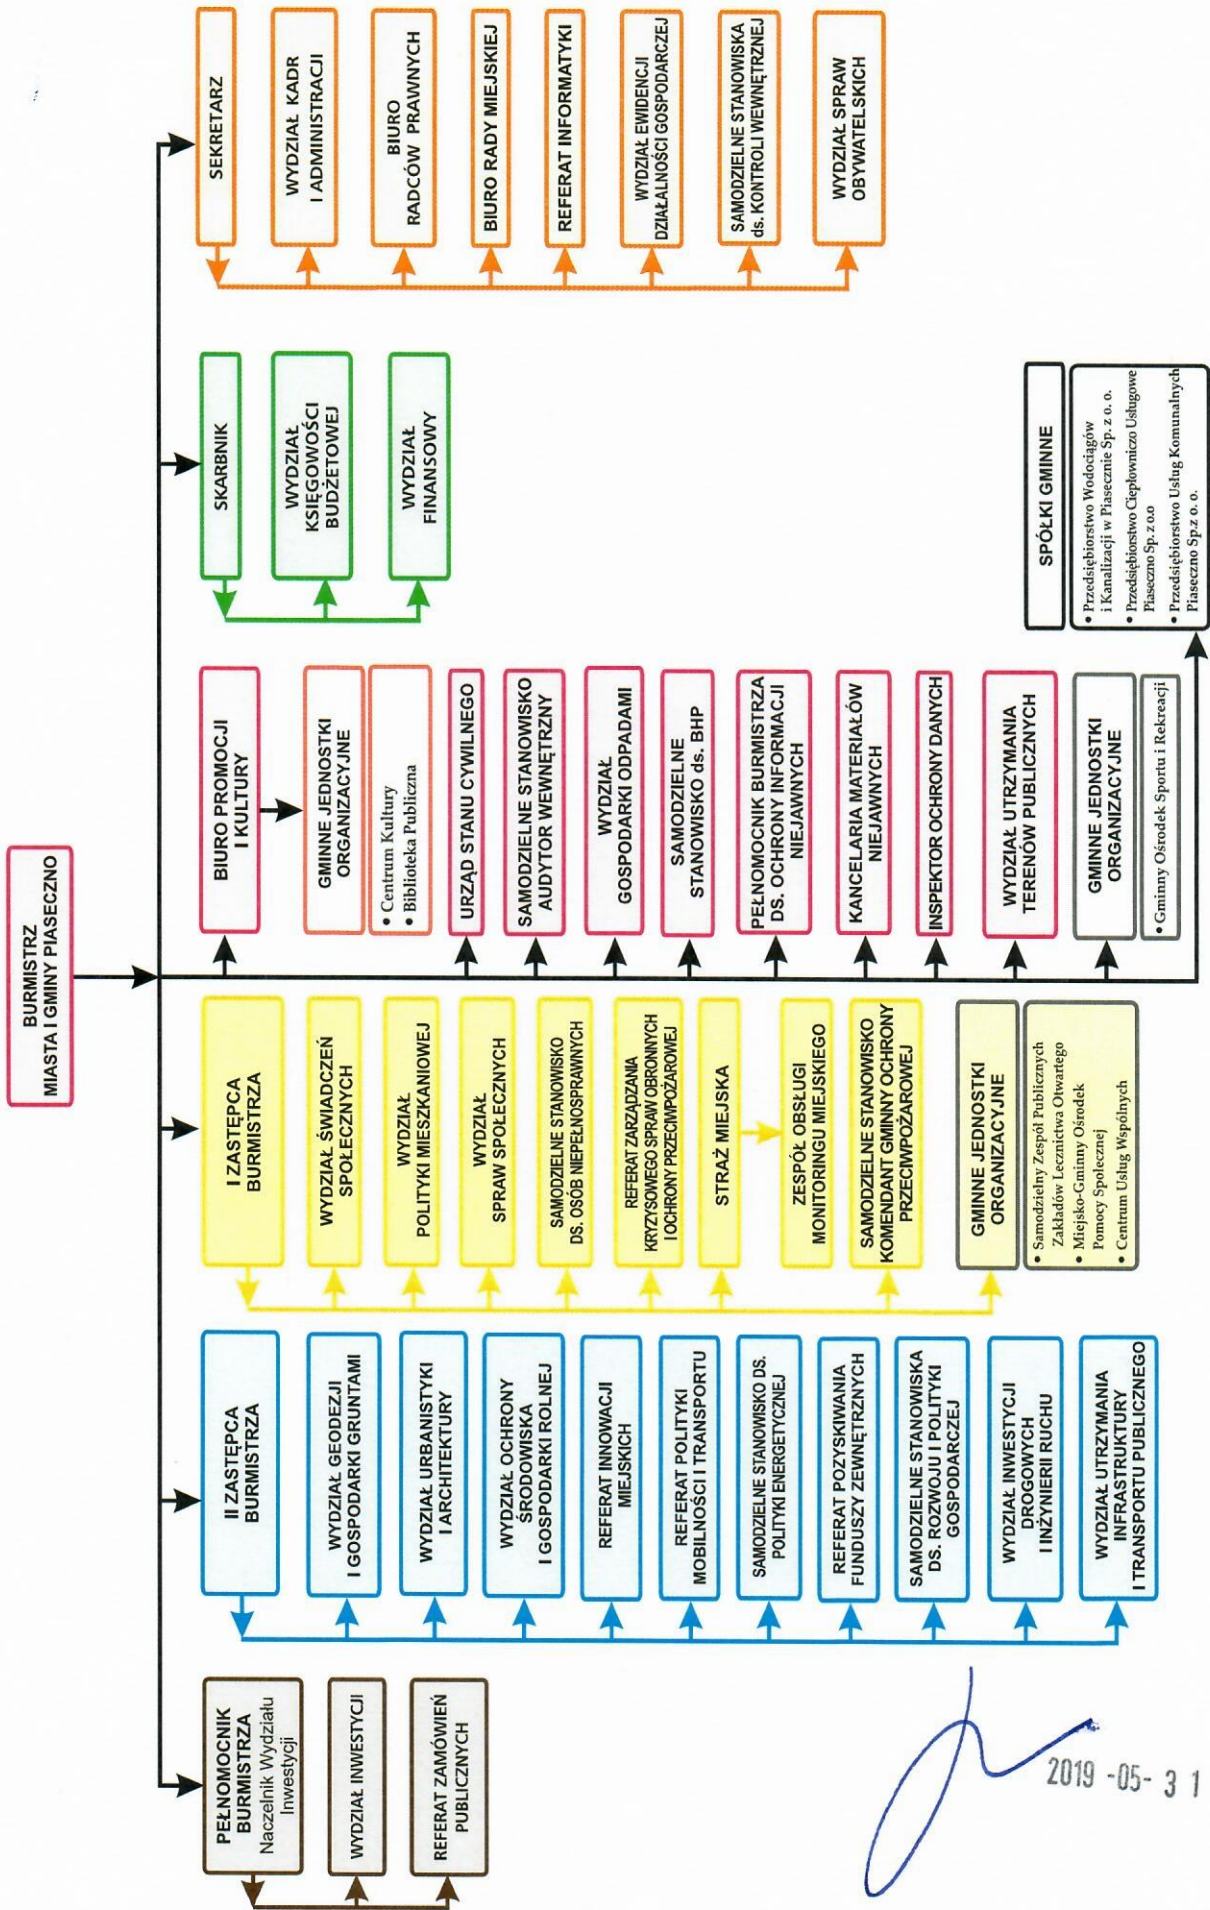 BURMISTRZ
MIASTA I GMINY PIASECZNO
PEŁNOMOCNIK
BURMISTRZA
Naczelnik Wydziału
Inwestycji
WYDZIAŁ INWESTYCJI
REFERAT ZAMÓWIEŃ
PUBLICZNYCH
II ZASTĘPCA
BURMISTRZA
WYDZIAŁ GEODEZJI
I GOSPODARKI GRUNTAMI
WYDZIAŁ URBANISTYKI
I ARCHITEKTURY
WYDZIAŁ OCHRONY
ŚRODOWISKA
I GOSPODARKI ROLNEJ
REFERAT INNOWACJI
MIEJSKICH
REFERAT POLITYKI
MOBILNOŚCI I TRANSPORTU
SAMODZIELNE STANOWISKO DS.
POLITYKI ENERGETYCZNEJ
REFERAT POZYSKIWANIA
FUNDUSZY ZEWNĘTRZNYCH
SAMODZIELNE STANOWISKA
DS. ROZWOJU I POLITYKI
GOSPODARCZEJ
WYDZIAŁ INWESTYCJI
DROGOWYCH
I INŻYNIERII RUCHU
WYDZIAŁ UTRZYMANIA
INFRASTRUKTURY
I TRANSPORTU PUBLICZNEGO
I ZASTĘPCA
BURMISTRZA
WYDZIAŁ ŚWIADCZEŃ
SPOŁECZNYCH
WYDZIAŁ
POLITYKI MIESZKANIOWEJ
WYDZIAŁ
SPRAW SPOŁECZNYCH
SAMODZIELNE STANOWISKO
DS. OSÓB NIEPEŁNOSPRAWNYCH
REFERAT ZARZĄDZANIA
KRYZYSOWEGO SPRAW OBRONNYCH
I OCHRONY PRZECIWPOŻAROWEJ
STRAŻ MIEJSKA
ZESPÓŁ OBSŁUGI
MONITORINGU MIEJSKIEGO
SAMODZIELNE STANOWISKO
KOMENDANT GMINNY OCHRONY
PRZECIWPOŻAROWEJ
GMINNE JEDNOSTKI
ORGANIZACYJNE
• Samodzielny Zespół Publicznych
Zakładów Lecznictwa Otwartego
• Miejsko-Gminny Ośrodek
Pomocy Społecznej
• Centrum Usług Wspólnych
BIURO PROMOCJI
I KULTURY
GMINNE JEDNOSTKI
ORGANIZACYJNE
• Centrum Kultury
• Biblioteka Publiczna
URZĄD STANU CYWILNEGO
SAMODZIELNE STANOWISKO
AUDYTOR WEWNĘTRZNY
WYDZIAŁ
GOSPODARKI ODPADAMI
SAMODZIELNE
STANOWISKO ds. BHP
PEŁNOMOCNIK BURMISTRZA
DS. OCHRONY INFORMACJI
NIEJAWNYCH
KANCELARIA MATERIAŁÓW
NIEJAWNYCH
INSPEKTOR OCHRONY DANYCH
WYDZIAŁ UTRZYMANIA
TERENÓW PUBLICZNYCH
GMINNE JEDNOSTKI
ORGANIZACYJNE
• Gminny Ośrodek Sportu i Rekreacji
SPÓŁKI GMINNE
• Przedsiębiorstwo Wodociągów
i Kanalizacji w Piasecznie Sp. z o. o.
• Przedsiębiorstwo Ciepłowniczo Usługowe
Piaseczno Sp. z o.o
• Przedsiębiorstwo Usług Komunalnych
Piaseczno Sp.z o. o.
SKARBNIK
WYDZIAŁ
KSIĘGOWOŚCI
BUDŻETOWEJ
WYDZIAŁ
FINANSOWY
SEKRETARZ
WYDZIAŁ KADR
I ADMINISTRACJI
BIURO
RADCÓW PRAWNYCH
BIURO RADY MIEJSKIEJ
REFERAT INFORMATYKI
WYDZIAŁ EWIDENCJI
DZIAŁALNOŚCI GOSPODARCZEJ
SAMODZIELNE STANOWISKA
ds. KONTROLI WEWNĘTRZNEJ
WYDZIAŁ SPRAW
OBYWATELSKICH
2019 -05- 3 1